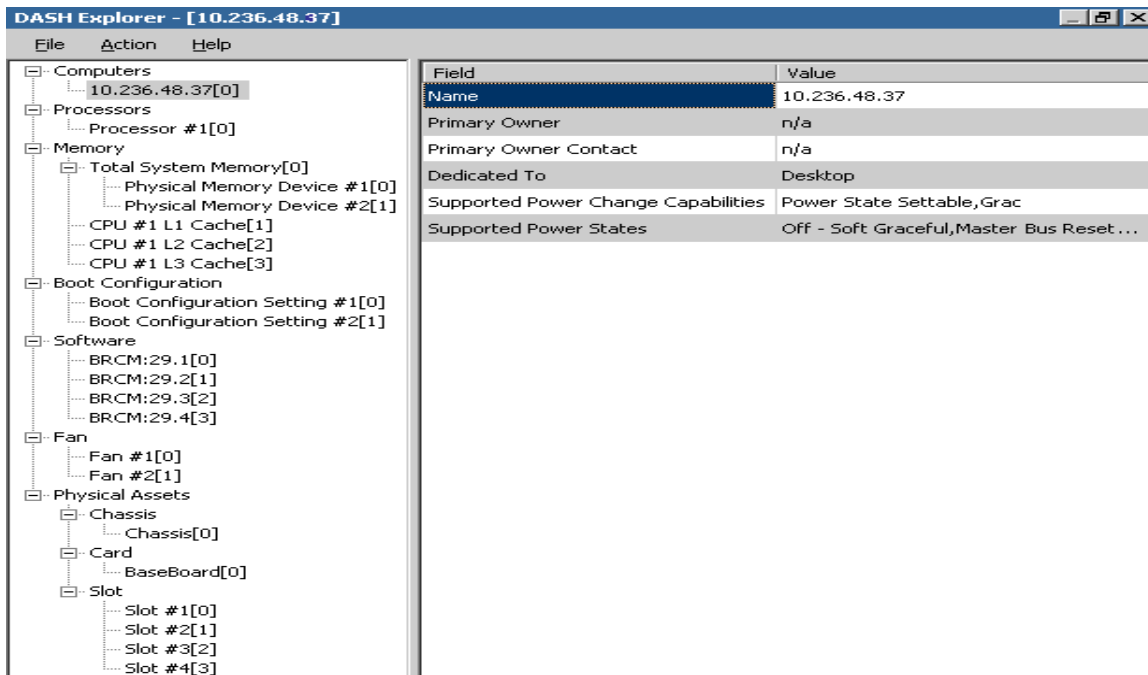 DASH Explorer - [10.236.48.37]
File Action Help
Computers
10.236.48.37[0]
Processors
Processor #1[0]
Memory
Total System Memory[0]
Physical Memory Device #1[0]
Physical Memory Device #2[1]
CPU #1 L1 Cache[1]
CPU #1 L2 Cache[2]
CPU #1 L3 Cache[3]
Boot Configuration
Boot Configuration Setting #1[0]
Boot Configuration Setting #2[1]
Software
BRCM:29.1[0]
BRCM:29.2[1]
BRCM:29.3[2]
BRCM:29.4[3]
Fan
Fan #1[0]
Fan #2[1]
Physical Assets
Chassis
Chassis[0]
Card
BaseBoard[0]
Slot
Slot #1[0]
Slot #2[1]
Slot #3[2]
Slot #4[3]
Field Value
Name 10.236.48.37
Primary Owner n/a
Primary Owner Contact n/a
Dedicated To Desktop
Supported Power Change Capabilities Power State Settable,Grac
Supported Power States Off - Soft Graceful,Master Bus Reset...